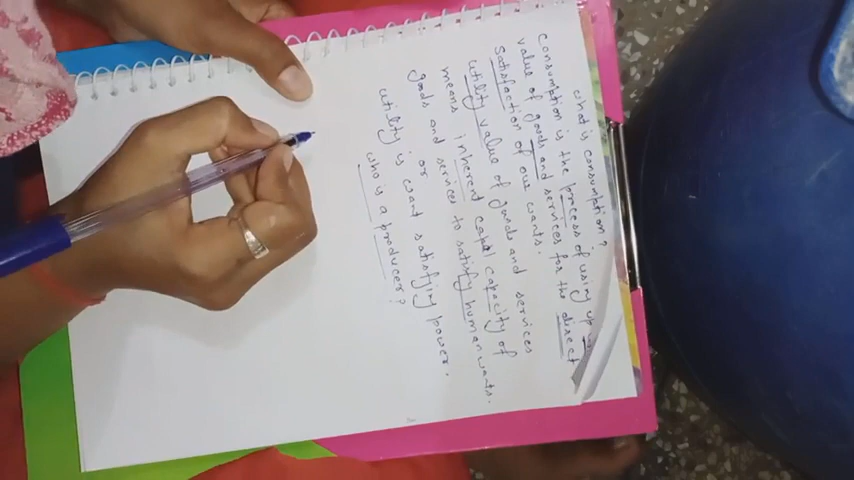 what is consumption?
Consumption is the process of using up
value of goods and services for the direct
Satisfaction of our wants.
Utility value of goods and services
means inherent capacity of
goods and services to satisfy human wants.
or
utility is want satisfying power.
who is a producer?